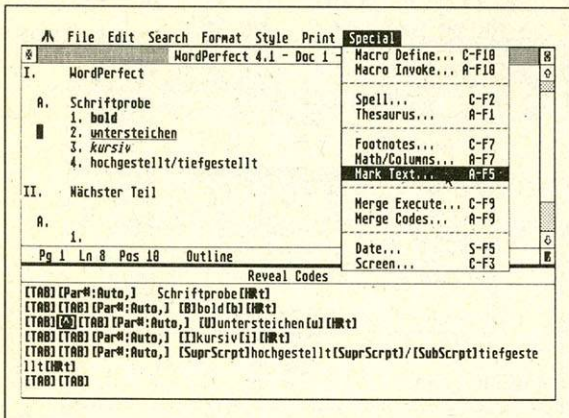 File Edit Search Format Style Print Special
WordPerfect 4.1 - Doc 1 -
Macro Define... C-F10
Macro Invoke... A-F10
Spell... C-F2
Thesaurus... A-F1
Footnotes... C-F7
Math/Columns... A-F7
Mark Text... A-F5
Merge Execute... C-F9
Merge Codes... A-F9
Date... S-F5
Screen... C-F3
I. WordPerfect
A. Schriftprobe
1. bold
2. untersteichen
3. kursiv
4. hochgestellt/tiefgestellt
II. Nächster Teil
A.
1.
Pg 1 Ln 8 Pos 10 Outline
Reveal Codes
[TAB][Par#:Auto,] Schriftprobe[HRt]
[TAB][TAB][Par#:Auto,] [B]bold[b][HRt]
[TAB][^][TAB][Par#:Auto,] [U]untersteichen[u][HRt]
[TAB][TAB][Par#:Auto,] [I]kursiv[i][HRt]
[TAB][TAB][Par#:Auto,] [SuprScrpt]hochgestellt[SuprScrpt]/[SubScrpt]tiefgeste
llt[HRt]
[TAB][TAB]